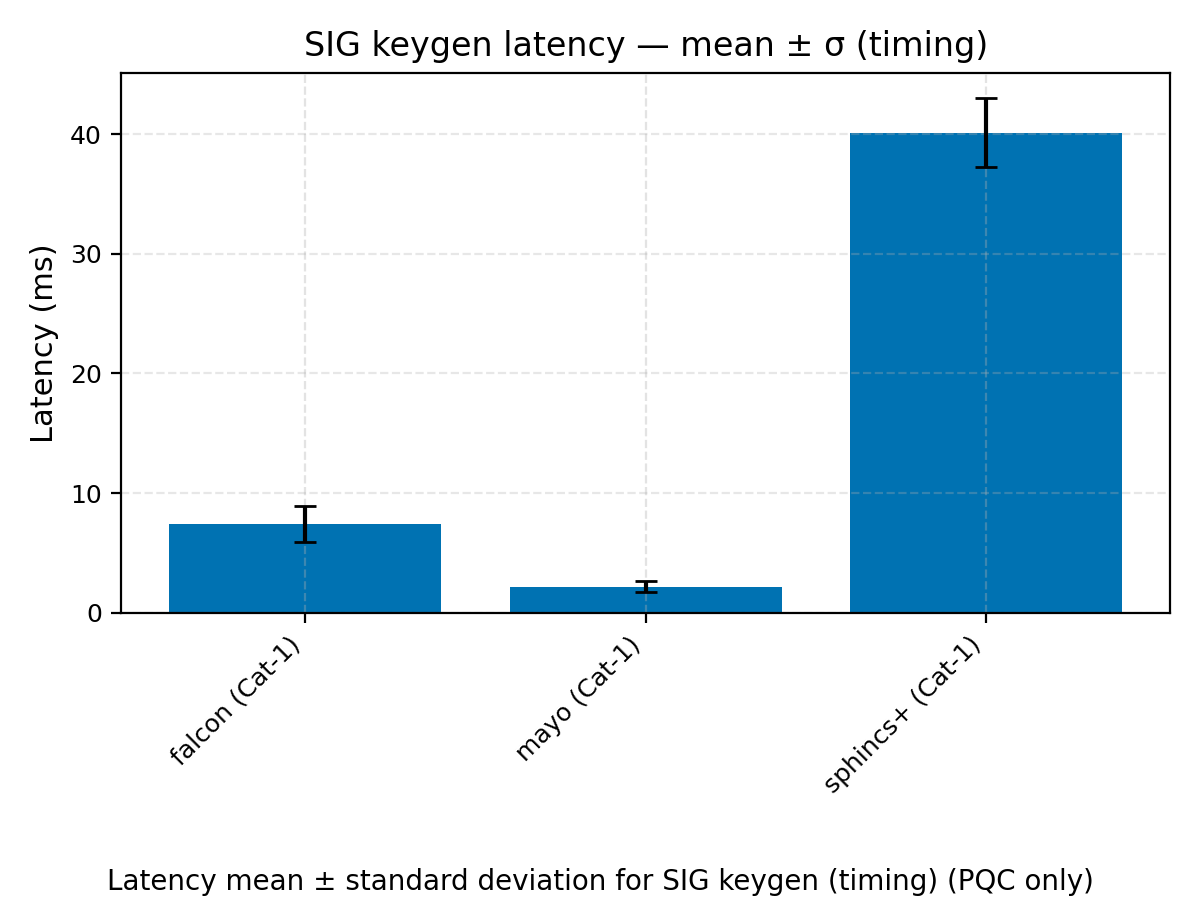 SIG keygen latency — mean ± σ (timing)
Latency (ms)
40
30
20
10
0
falcon (Cat-1)
mayo (Cat-1)
sphincs+ (Cat-1)
Latency mean ± standard deviation for SIG keygen (timing) (PQC only)